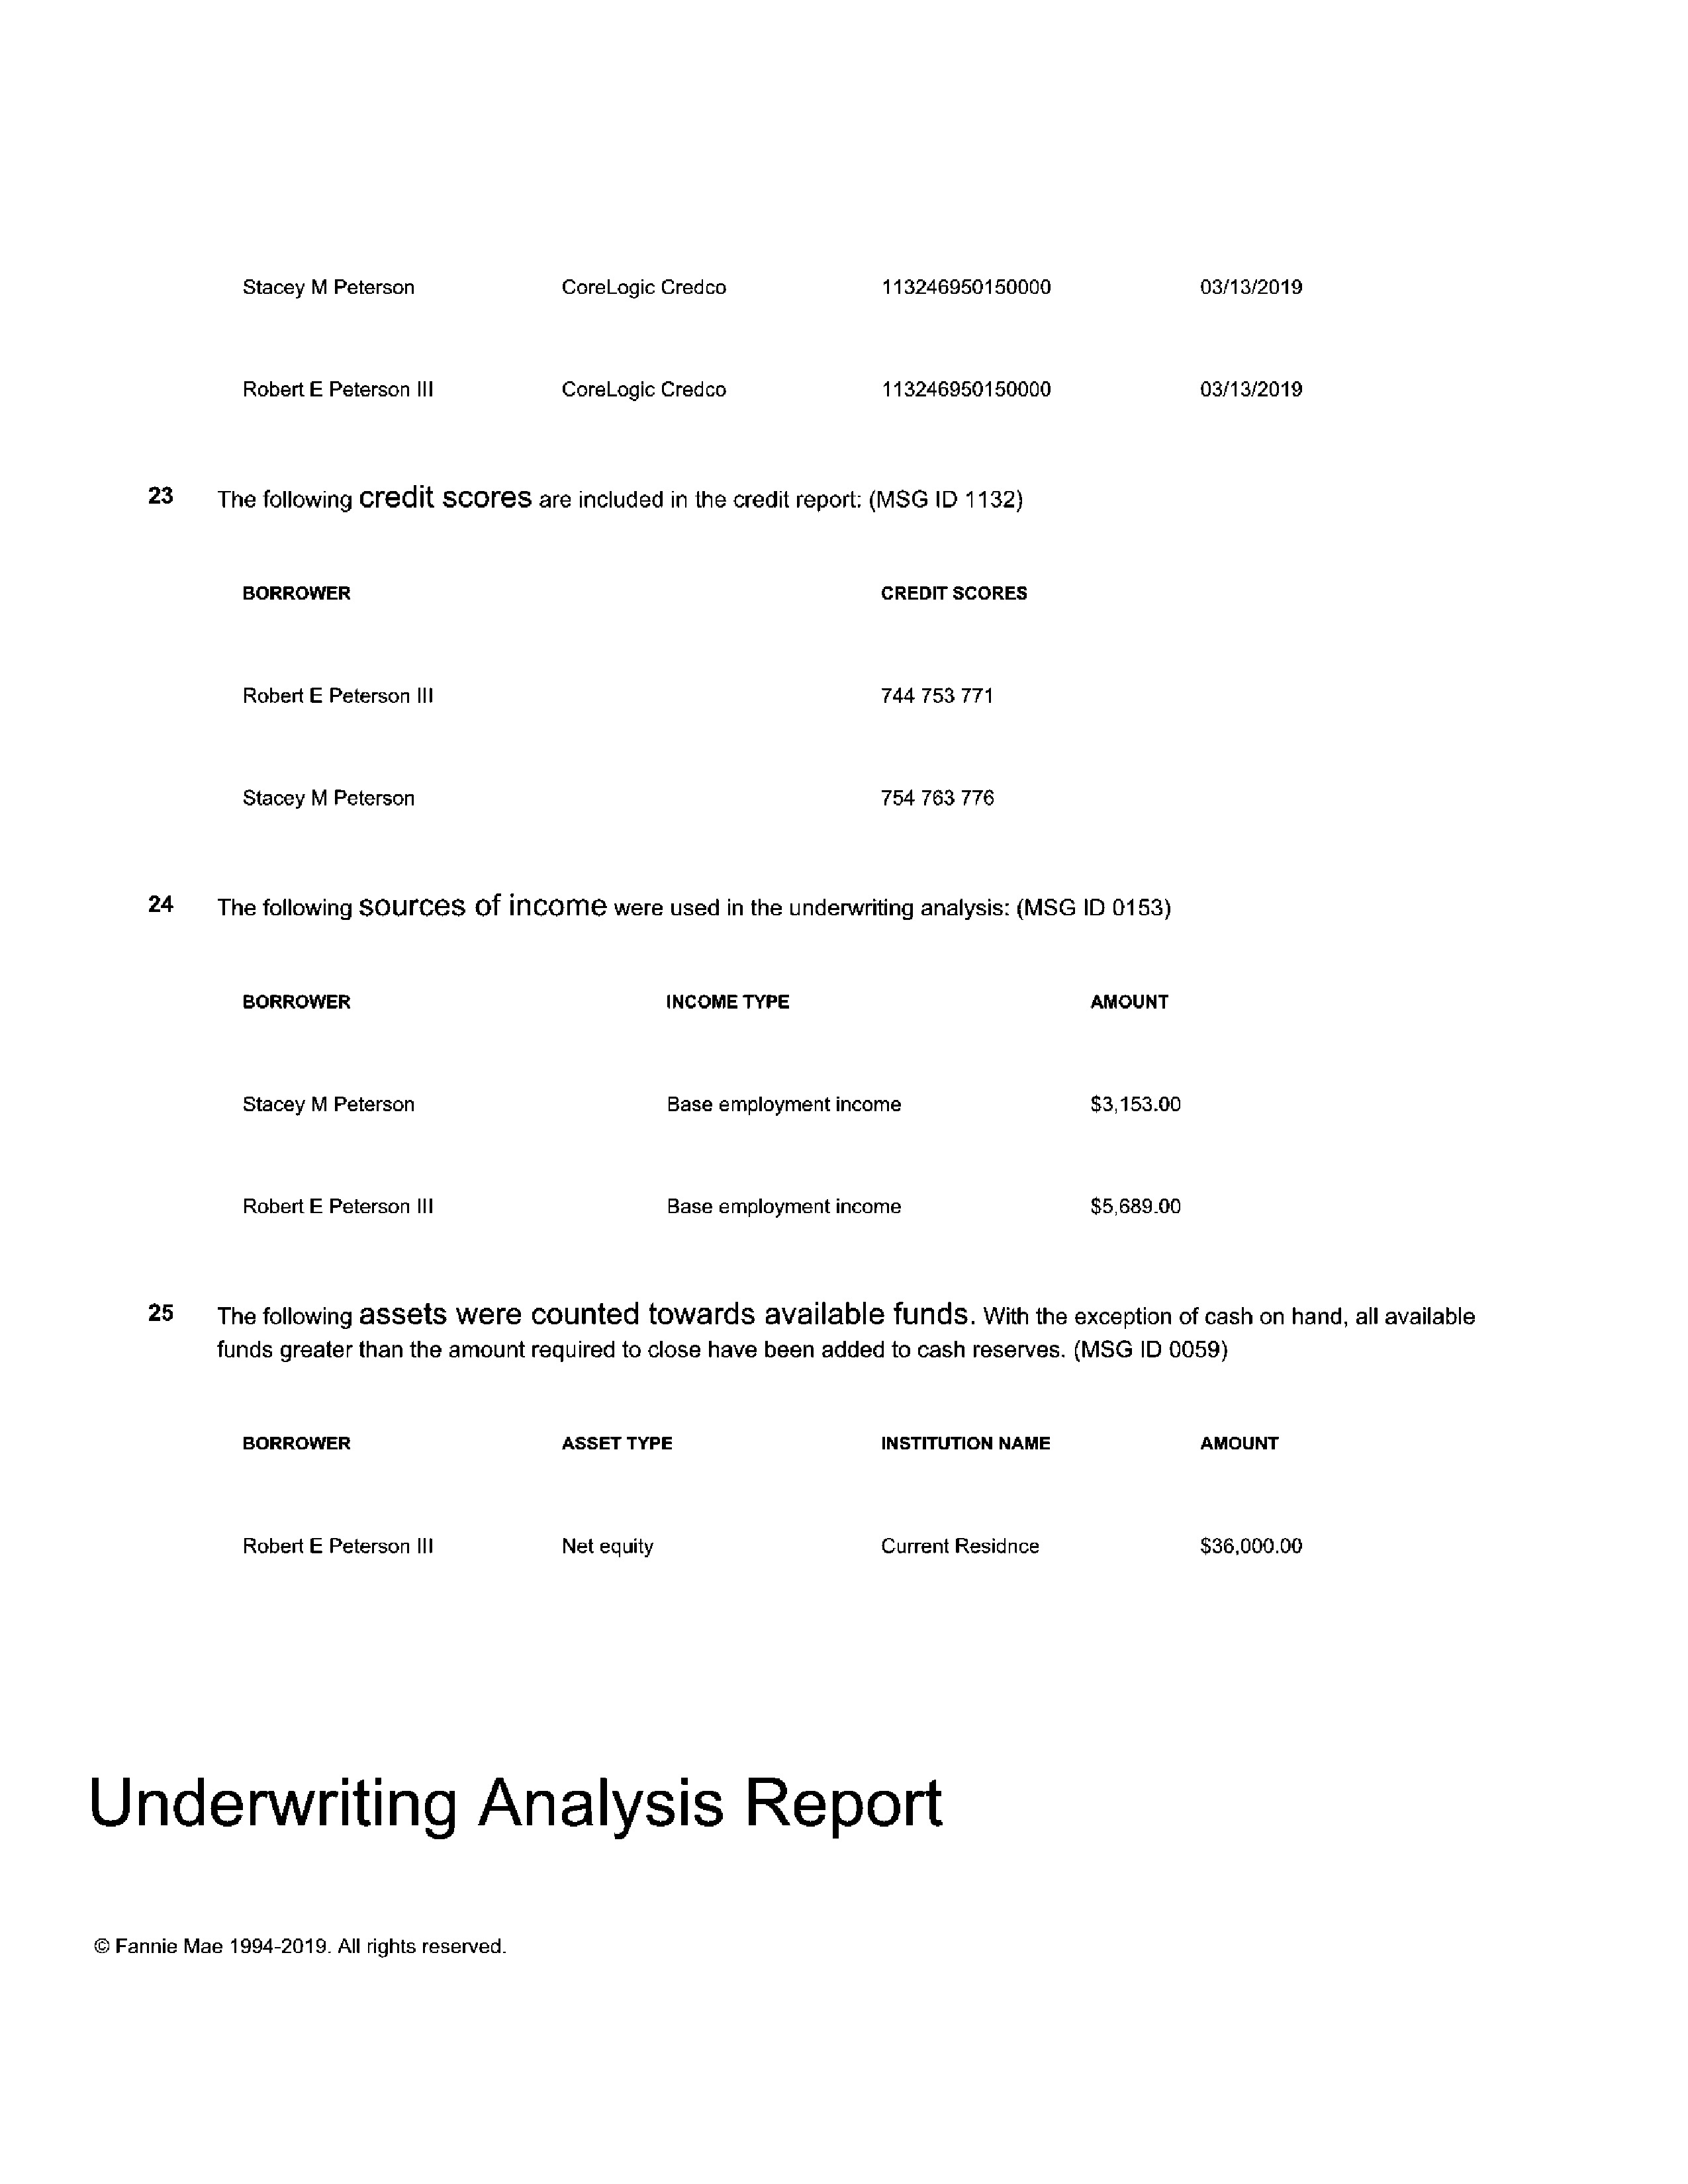 Stacey M Peterson CoreLogic Credco 113246950150000 03/13/2019
Robert E Peterson III CoreLogic Credco 113246950150000 03/13/2019
23 The following credit scores are included in the credit report: (MSG ID 1132)
BORROWER CREDIT SCORES
Robert E Peterson III 744 753 771
Stacey M Peterson 754 763 776
24 The following sources of income were used in the underwriting analysis: (MSG ID 0153)
BORROWER INCOME TYPE AMOUNT
Stacey M Peterson Base employment income $3,153.00
Robert E Peterson III Base employment income $5,689.00
25 The following assets were counted towards available funds. With the exception of cash on hand, all available
funds greater than the amount required to close have been added to cash reserves. (MSG ID 0059)
BORROWER ASSET TYPE INSTITUTION NAME AMOUNT
Robert E Peterson III Net equity Current Residnce $36,000.00
Underwriting Analysis Report
© Fannie Mae 1994-2019. All rights reserved.